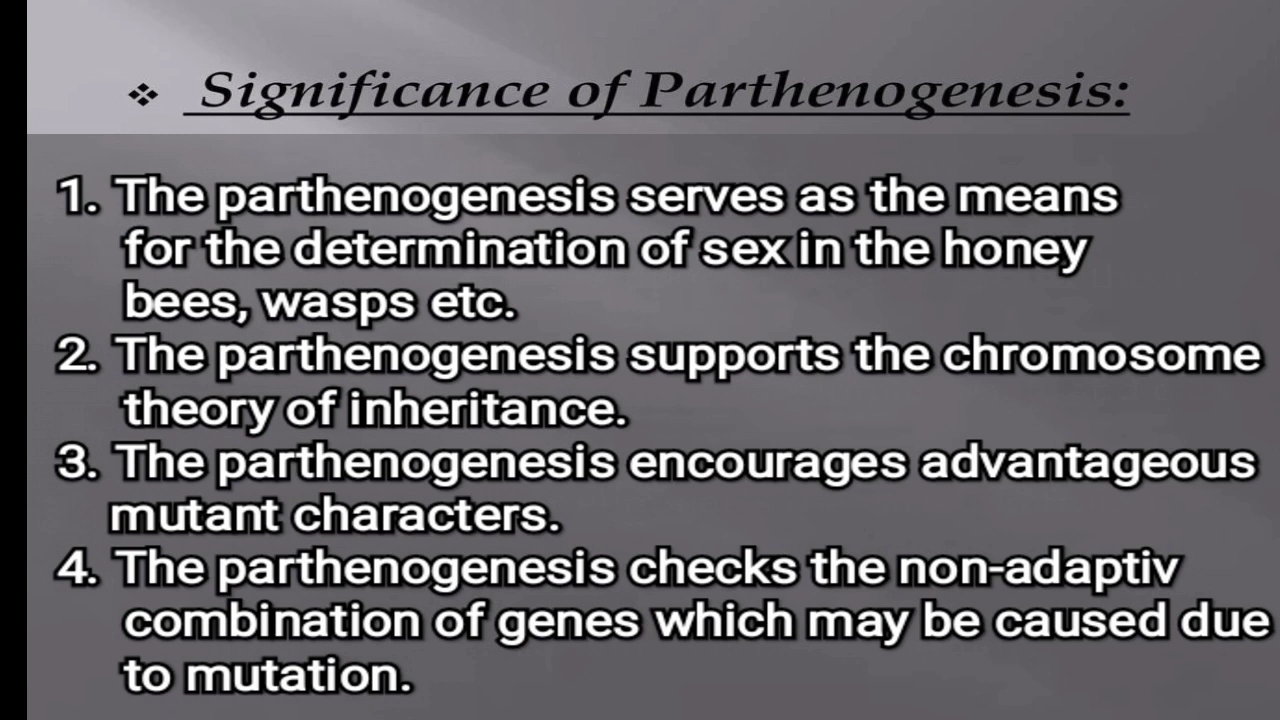 ❖ Significance of Parthenogenesis:
1. The parthenogenesis serves as the means
for the determination of sex in the honey
bees, wasps etc.
2. The parthenogenesis supports the chromosome
theory of inheritance.
3. The parthenogenesis encourages advantageous
mutant characters.
4. The parthenogenesis checks the non-adaptiv
combination of genes which may be caused due
to mutation.